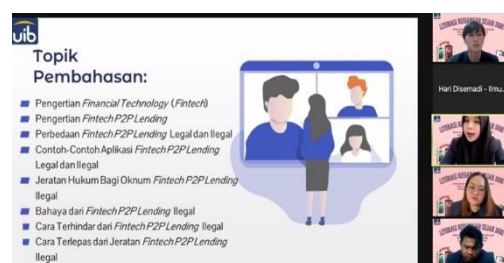 uib
Topik
Pembahasan:
Pengertian Financial Technology (Fintech)
Pengertian Fintech P2P Lending
Perbedaan Fintech P2P Lending Legal dan Ilegal
Contoh-Contoh Aplikasi Fintech P2P Lending
Legal dan Ilegal
Jeratan Hukum Bagi Oknum Fintech P2P Lending
Ilegal
Bahaya dari Fintech P2P Lending Ilegal
Cara Terhindar dari Fintech P2P Lending Ilegal
Cara Terlepas dari Jeratan Fintech P2P Lending
Ilegal
Hari Disemadi - Ilmu...